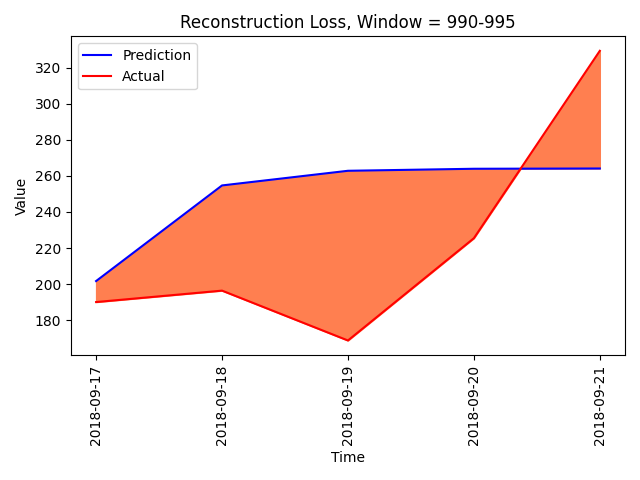 Reconstruction Loss, Window = 990-995
Prediction
Actual
Value
320
300
280
260
240
220
200
180
2018-09-17
2018-09-18
2018-09-19
2018-09-20
2018-09-21
Time